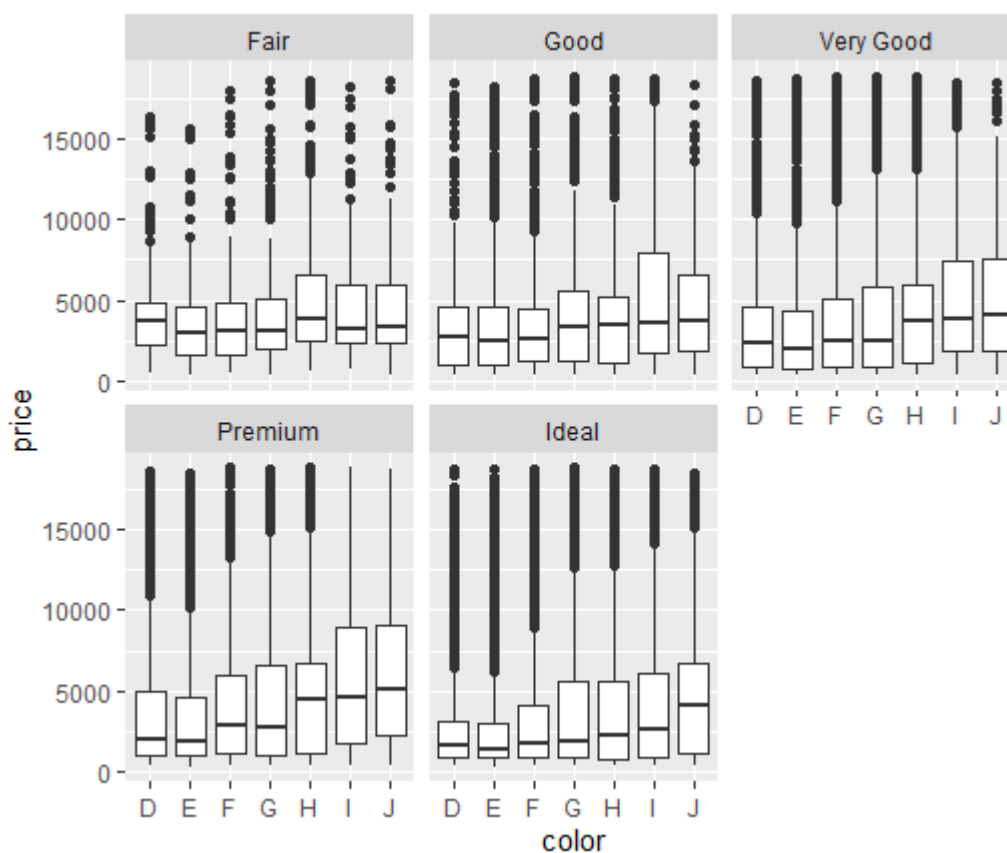 Fair Good Very Good
15000
10000
5000
0
D E F G H I J
price
Premium Ideal
15000
10000
5000
0
D E F G H I J D E F G H I J
color